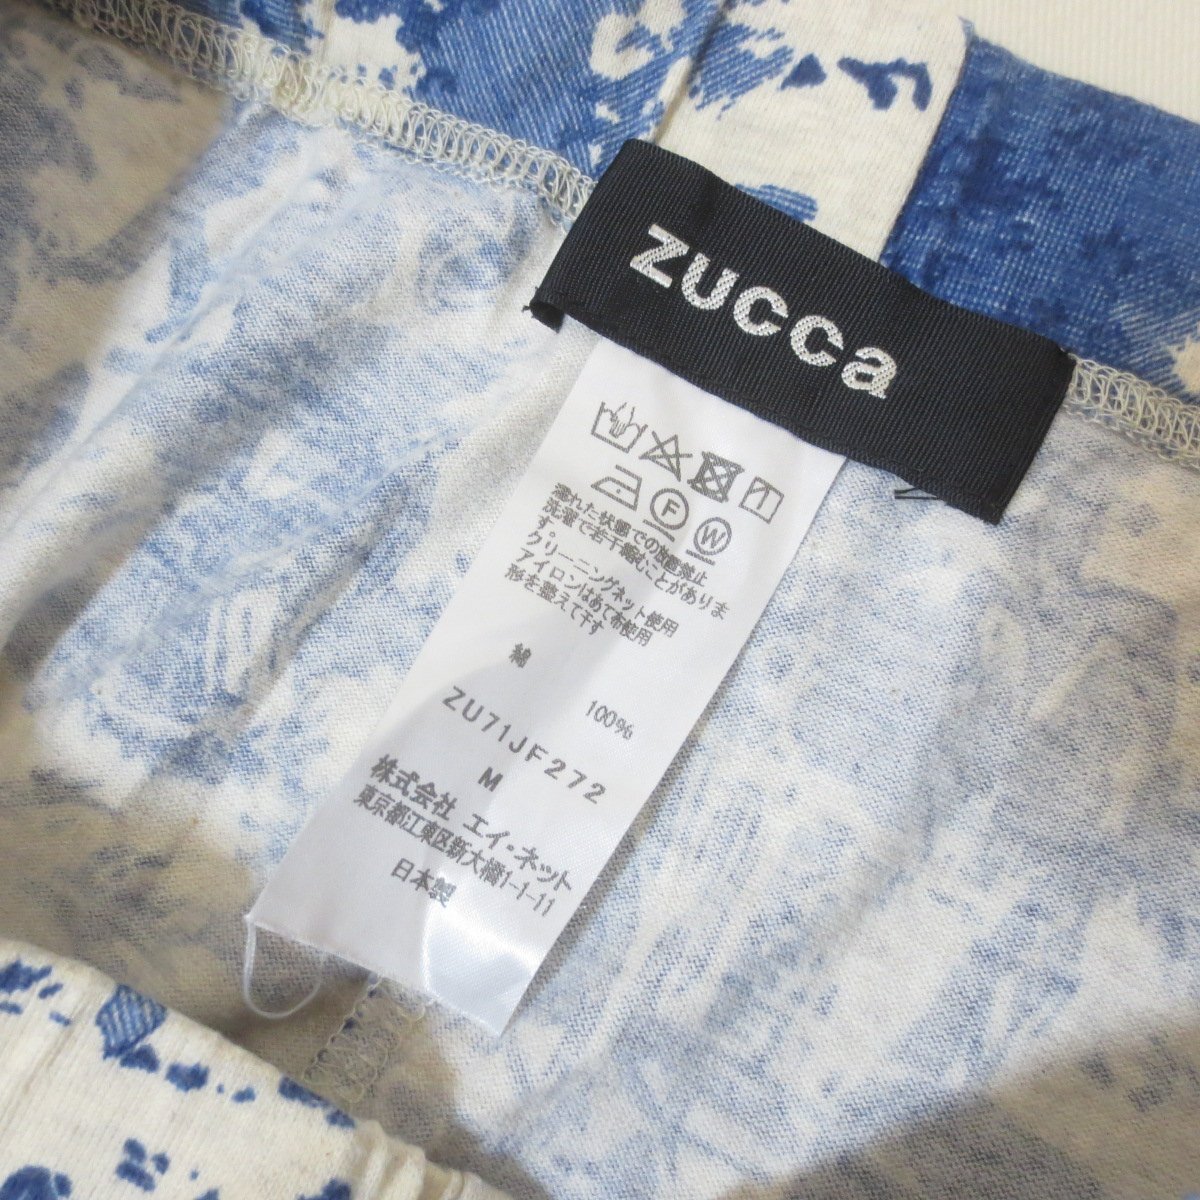 ZUCCa
F W
濡れた状態での放置禁止
洗濯で若干縮むことがありま
す。
クリーニングネット使用
アイロンはあて布使用
形を整えて干す
綿 100%
ZU71JF272
M
株式会社 エイ・ネット
東京都江東区新大橋1-1-11
日本製